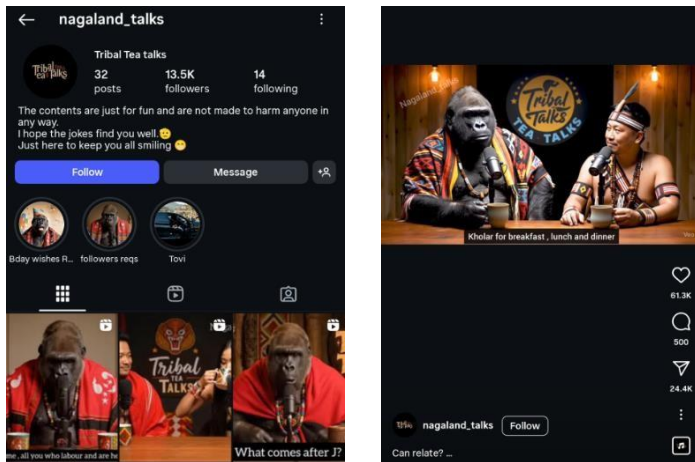 nagaland_talks
Tribal Tea talks
32
13.5K
14
posts
followers
following
The contents are just for fun and are not made to harm anyone in
any way.
I hope the jokes find you well.🫡
Just here to keep you all smiling 😁
Follow
Message
Bday wishes R...
followers reqs
Tovi
Tribal
TEA
TALKS
me , all you who labour and are he
What comes after J?
Nagaland_talks
Tribal
Talks
TEA TALKS
Kholar for breakfast , lunch and dinner
61.3K
500
24.4K
nagaland_talks
Follow
Can relate? ...